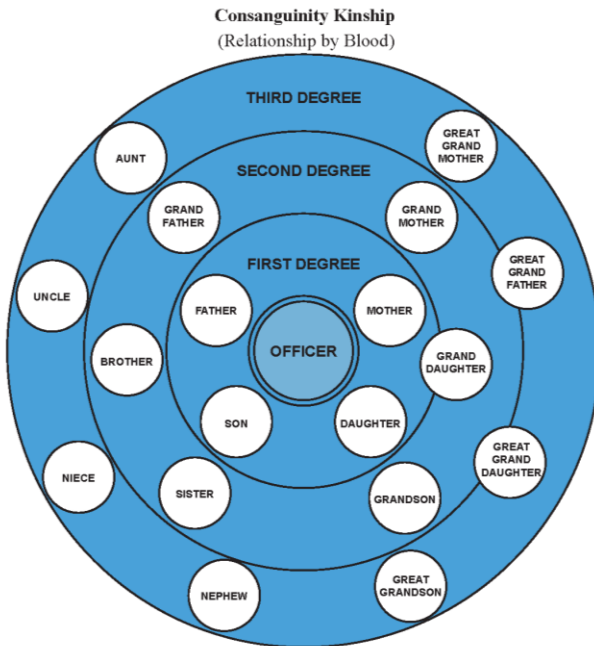 Consanguinity Kinship
(Relationship by Blood)
THIRD DEGREE
GREAT
GRAND
MOTHER
AUNT
SECOND DEGREE
GRAND
FATHER
GRAND
MOTHER
FIRST DEGREE
GREAT
GRAND
FATHER
UNCLE
FATHER
MOTHER
OFFICER
BROTHER
GRAND
DAUGHTER
SON
DAUGHTER
GREAT
GRAND
DAUGHTER
NIECE
SISTER
GRANDSON
NEPHEW
GREAT
GRANDSON